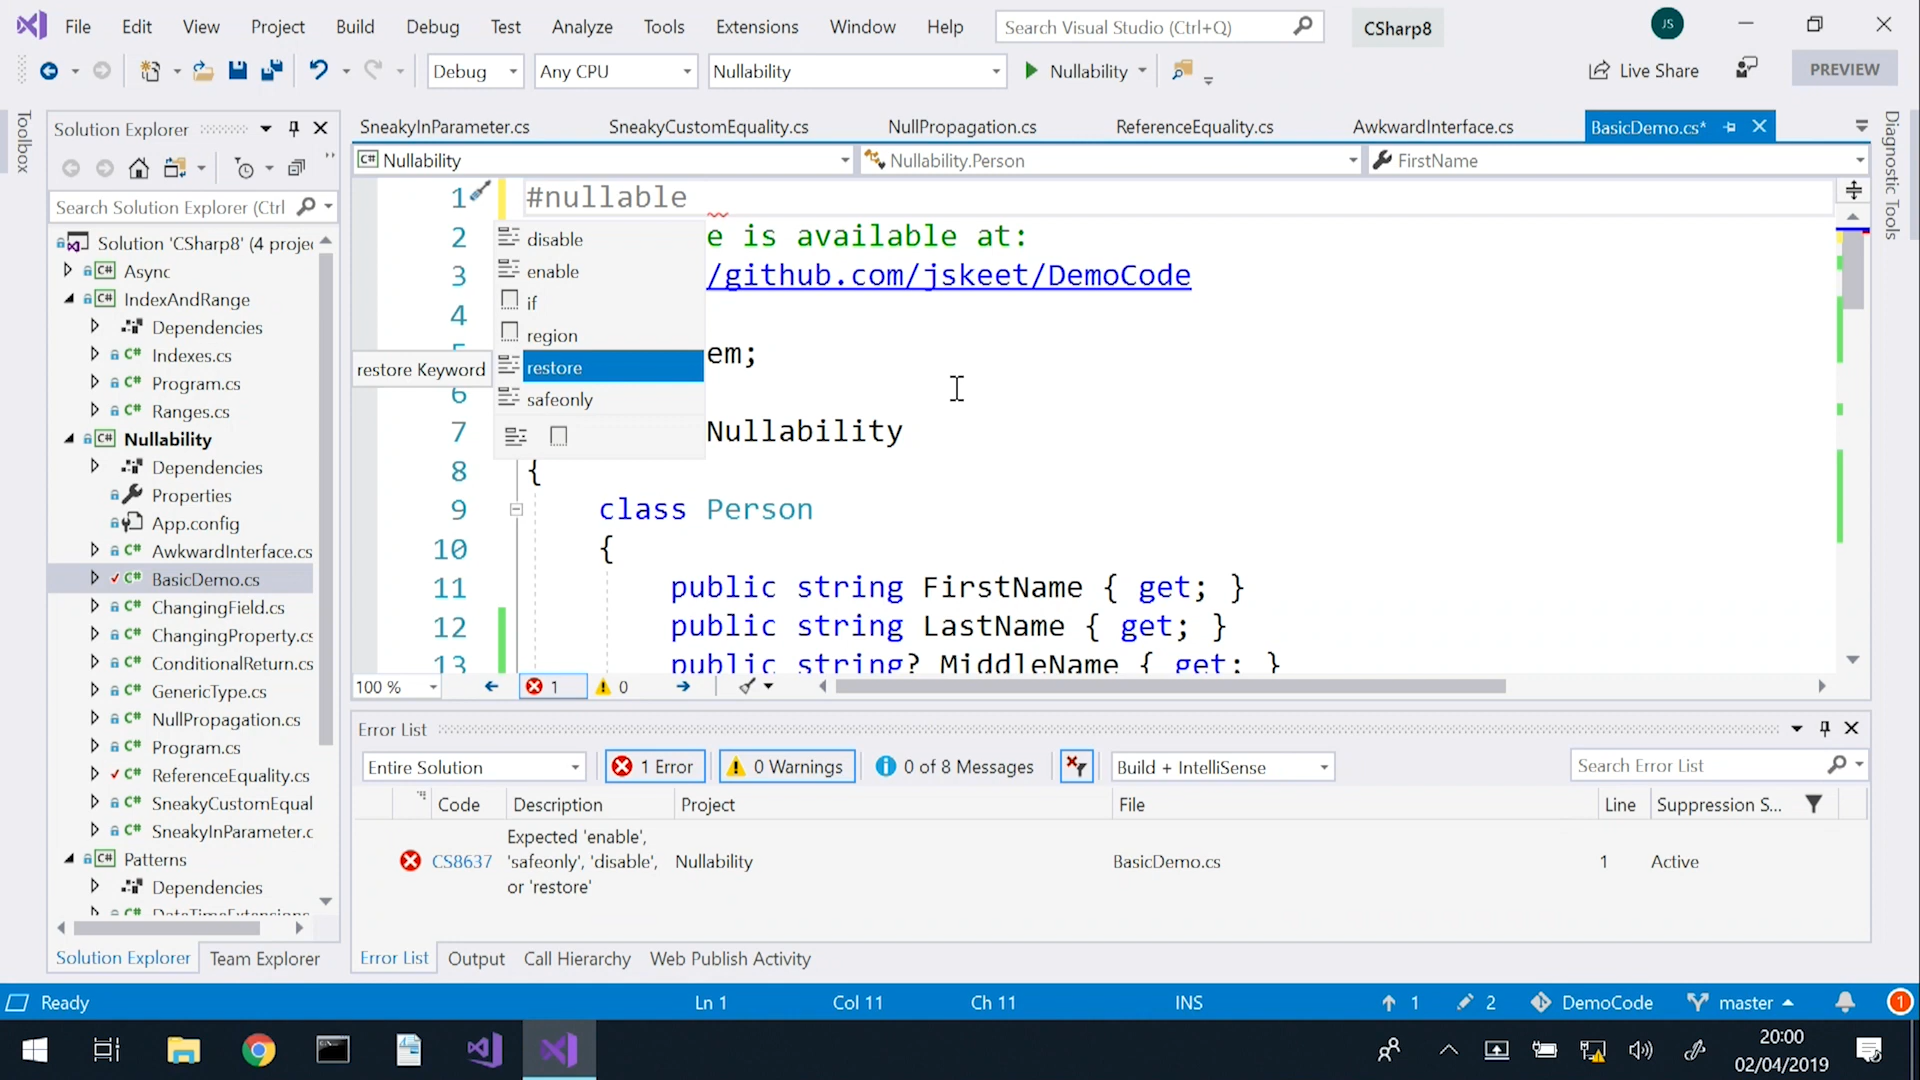 File Edit View Project Build Debug Test Analyze Tools Extensions Window Help Search Visual Studio (Ctrl+Q) CSharp8 JS
Debug Any CPU Nullability Nullability Live Share PREVIEW
Toolbox
Solution Explorer
Search Solution Explorer (Ctrl
Solution 'CSharp8' (4 proje
C# Async
C# IndexAndRange
Dependencies
C# Indexes.cs
C# Program.cs
C# Ranges.cs
C# Nullability
Dependencies
Properties
App.config
C# AwkwardInterface.cs
C# BasicDemo.cs
C# ChangingField.cs
C# ChangingProperty.cs
C# ConditionalReturn.cs
C# GenericType.cs
C# NullPropagation.cs
C# Program.cs
C# ReferenceEquality.cs
C# SneakyCustomEqual
C# SneakyInParameter.c
C# Patterns
Dependencies
C# DateTimeExtensions
Solution Explorer Team Explorer
SneakyInParameter.cs SneakyCustomEquality.cs NullPropagation.cs ReferenceEquality.cs AwkwardInterface.cs BasicDemo.cs*
C# Nullability Nullability.Person FirstName
1 #nullable
2 e is available at:
3 /github.com/jskeet/DemoCode
4
5 em;
6
7 Nullability
8 {
9 class Person
10 {
11 public string FirstName { get; }
12 public string LastName { get; }
13 public string? MiddleName { get; }
disable
enable
if
region
restore
safeonly
restore Keyword
100 % 1 0
Diagnostic Tools
Error List
Entire Solution 1 Error 0 Warnings 0 of 8 Messages Build + IntelliSense Search Error List
Code Description Project File Line Suppression S...
CS8637 Expected 'enable', 'safeonly', 'disable', or 'restore' Nullability BasicDemo.cs 1 Active
Error List Output Call Hierarchy Web Publish Activity
Ready Ln 1 Col 11 Ch 11 INS 1 2 DemoCode master 1
20:00
02/04/2019